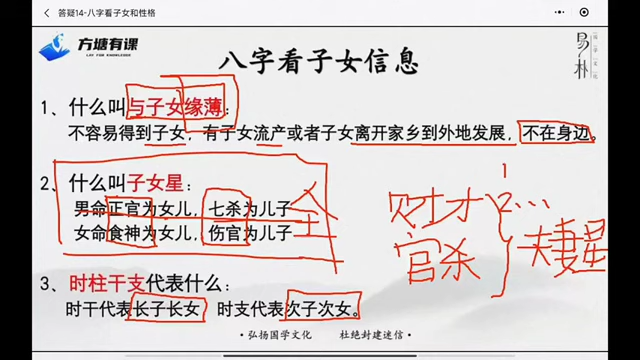 答疑14-八字看子女和性格
方塘有课
LAY FOR KNOWLEDGE
八字看子女信息
易朴
1、什么叫与子女缘薄：
不容易得到子女，有子女流产或者子女离开家乡到外地发展，不在身边。
2、什么叫子女星：
男命正官为女儿，七杀为儿子
女命食神为女儿，伤官为儿子
全
财才
1
2...
官杀
夫妻星
3、时柱干支代表什么：
时干代表长子长女 时支代表次子次女。
· 弘扬国学文化 杜绝封建迷信 ·